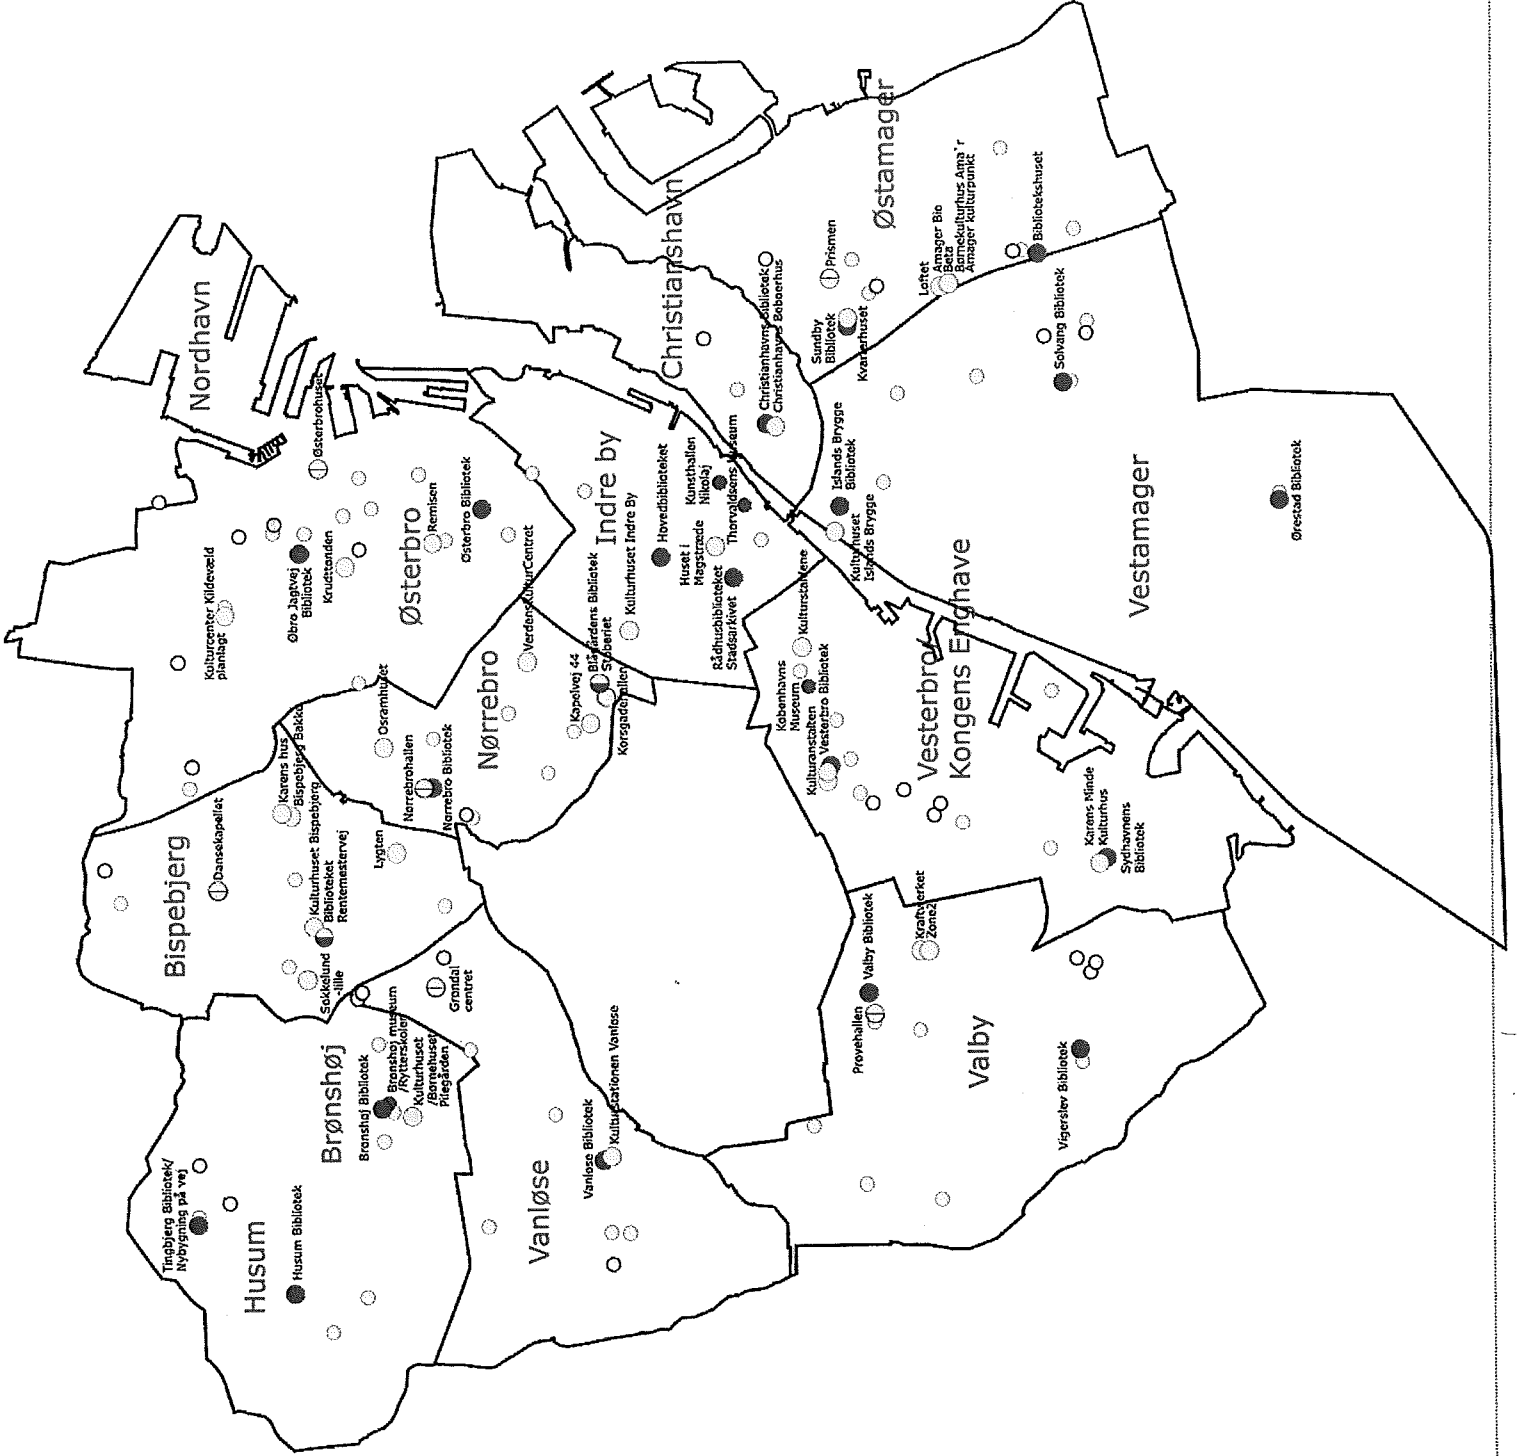 Nordhavn
Østerbrohuset
Kulturcenter Kildevæld
planlagt
Øbro Jagtvej
Bibliotek
Krudttønden
Østerbro
Remisen
Østerbro Bibliotek
Bispebjerg
Dansekapellet
Karens hus
Bispebjerg Bakke
Kulturhuset Bispebjerg
Biblioteket
Rentemestervej
Sokkelund
-lille
Lygten
Osramhuset
Nørrebrohallen
Nørrebro Bibliotek
Nørrebro
VerdensKulturCentret
Kapelvej 44
Blågårdens Bibliotek
Støberiet
Korsgadehallen
Indre by
Kulturhuset Indre By
Hovedbiblioteket
Huset i
Magstræde
Rådhusbiblioteket
Stadsarkivet
Kunsthallen
Nikolaj
Thorvaldsens Museum
Christianshavn
Christianshavns Bibliotek
Christianshavns Beboerhus
Østamager
Prismen
Sundby
Bibliotek
Kvarterhuset
Loftet
Amager Bio
Beta
Børnekulturhus Ama´r
Amager kulturpunkt
Bibliotekshuset
Solvang Bibliotek
Islands Brygge
Bibliotek
Kulturhuset
Islands Brygge
Vestamager
Ørestad Bibliotek
Vesterbro/
Kongens Enghave
Kulturstaldene
Københavns
Museum
Kulturanstalten
Vesterbro Bibliotek
Karens Minde
Kulturhus
Sydhavnens
Bibliotek
Valby
Kraftwerket
Zone2
Valby Bibliotek
Prøvehallen
Vigerslev Bibliotek
Vanløse
Vanløse Bibliotek
Kulturstationen Vanløse
Grøndal
centret
Brønshøj
Brønshøj Bibliotek
Brønshøj museum
/Rytterskolen
Kulturhuset
/Børnehuset
Pilegården
Husum
Husum Bibliotek
Tingbjerg Bibliotek/
Nybygning på vej